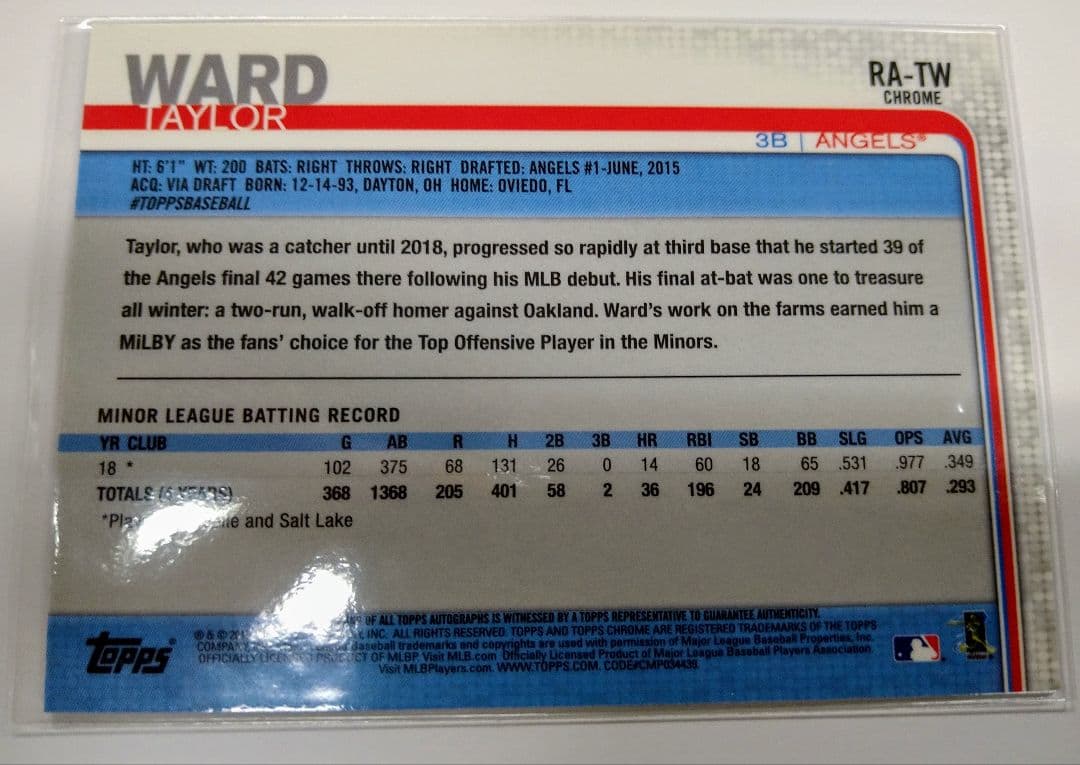 WARD
TAYLOR
RA-TW
CHROME
3B | ANGELS®
HT: 6'1" WT: 200 BATS: RIGHT THROWS: RIGHT DRAFTED: ANGELS #1-JUNE, 2015
ACQ: VIA DRAFT BORN: 12-14-93, DAYTON, OH HOME: OVIEDO, FL
#TOPPSBASEBALL
Taylor, who was a catcher until 2018, progressed so rapidly at third base that he started 39 of
the Angels final 42 games there following his MLB debut. His final at-bat was one to treasure
all winter: a two-run, walk-off homer against Oakland. Ward's work on the farms earned him a
MiLBY as the fans' choice for the Top Offensive Player in the Minors.
MINOR LEAGUE BATTING RECORD
YR CLUB G AB R H 2B 3B HR RBI SB BB SLG OPS AVG
18 * 102 375 68 131 26 0 14 60 18 65 .531 .977 .349
TOTALS 368 1368 205 401 58 2 36 196 24 209 .417 .807 .293
and Salt Lake
OF ALL TOPPS AUTOGRAPHS IS WITNESSED BY A TOPPS REPRESENTATIVE TO GUARANTEE AUTHENTICITY.
INC. ALL RIGHTS RESERVED. TOPPS AND TOPPS CHROME ARE REGISTERED TRADEMARKS OF THE TOPPS
baseball trademarks and copyrights are used with permission of Major League Baseball Properties, Inc.
OFFICIALLY PRODUCT OF MLBP. Visit MLB.com Officially Licensed Product of Major League Baseball Players Association.
Visit MLBPlayers.com. WWW.TOPPS.COM. CODE#CMP034439.
Topps®